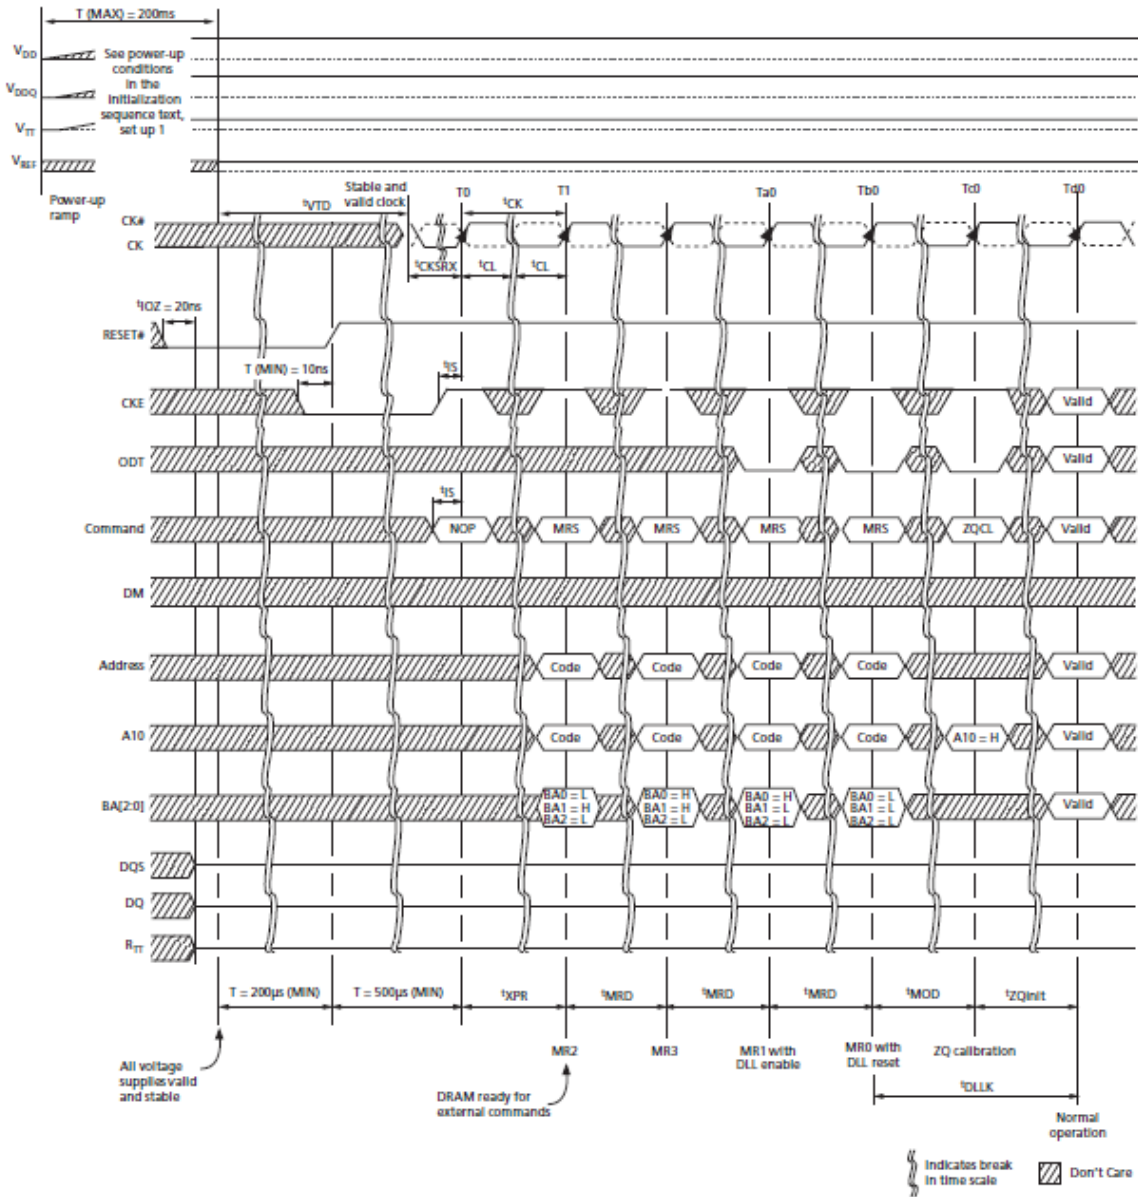 T (MAX) = 200ms
VDD
See power-up
conditions
in the
initialization
sequence text,
set up 1
VDDQ
VTT
VREF
Power-up
ramp
Stable and
valid clock
T0
T1
Ta0
Tb0
Tc0
Td0
tVTD
tCK
CK#
CK
tCKSRX
tCL
tCL
tIOZ = 20ns
RESET#
T (MIN) = 10ns
tIS
CKE
Valid
ODT
Valid
tIS
Command
NOP
MRS
MRS
MRS
MRS
ZQCL
Valid
DM
Address
Code
Code
Code
Code
Valid
A10
Code
Code
Code
Code
A10 = H
Valid
BA[2:0]
BA0 = L
BA1 = H
BA2 = L
BA0 = H
BA1 = H
BA2 = L
BA0 = H
BA1 = L
BA2 = L
BA0 = L
BA1 = L
BA2 = L
Valid
DQS
DQ
RTT
T = 200µs (MIN)
T = 500µs (MIN)
tXPR
tMRD
tMRD
tMRD
tMOD
tZQinit
All voltage
supplies valid
and stable
MR2
MR3
MR1 with
DLL enable
MR0 with
DLL reset
ZQ calibration
DRAM ready for
external commands
tDLLK
Normal
operation
Indicates break
in time scale
Don't Care